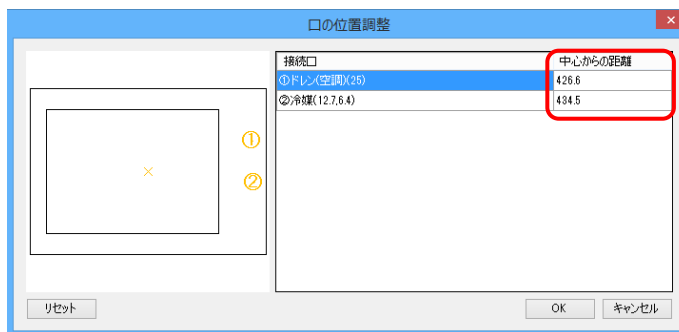 口の位置調整
×
接続口 中心からの距離
①ドレン(空調)(25) 426.6
②冷媒(12.7,6.4) 434.5
①
②
リセット OK キャンセル